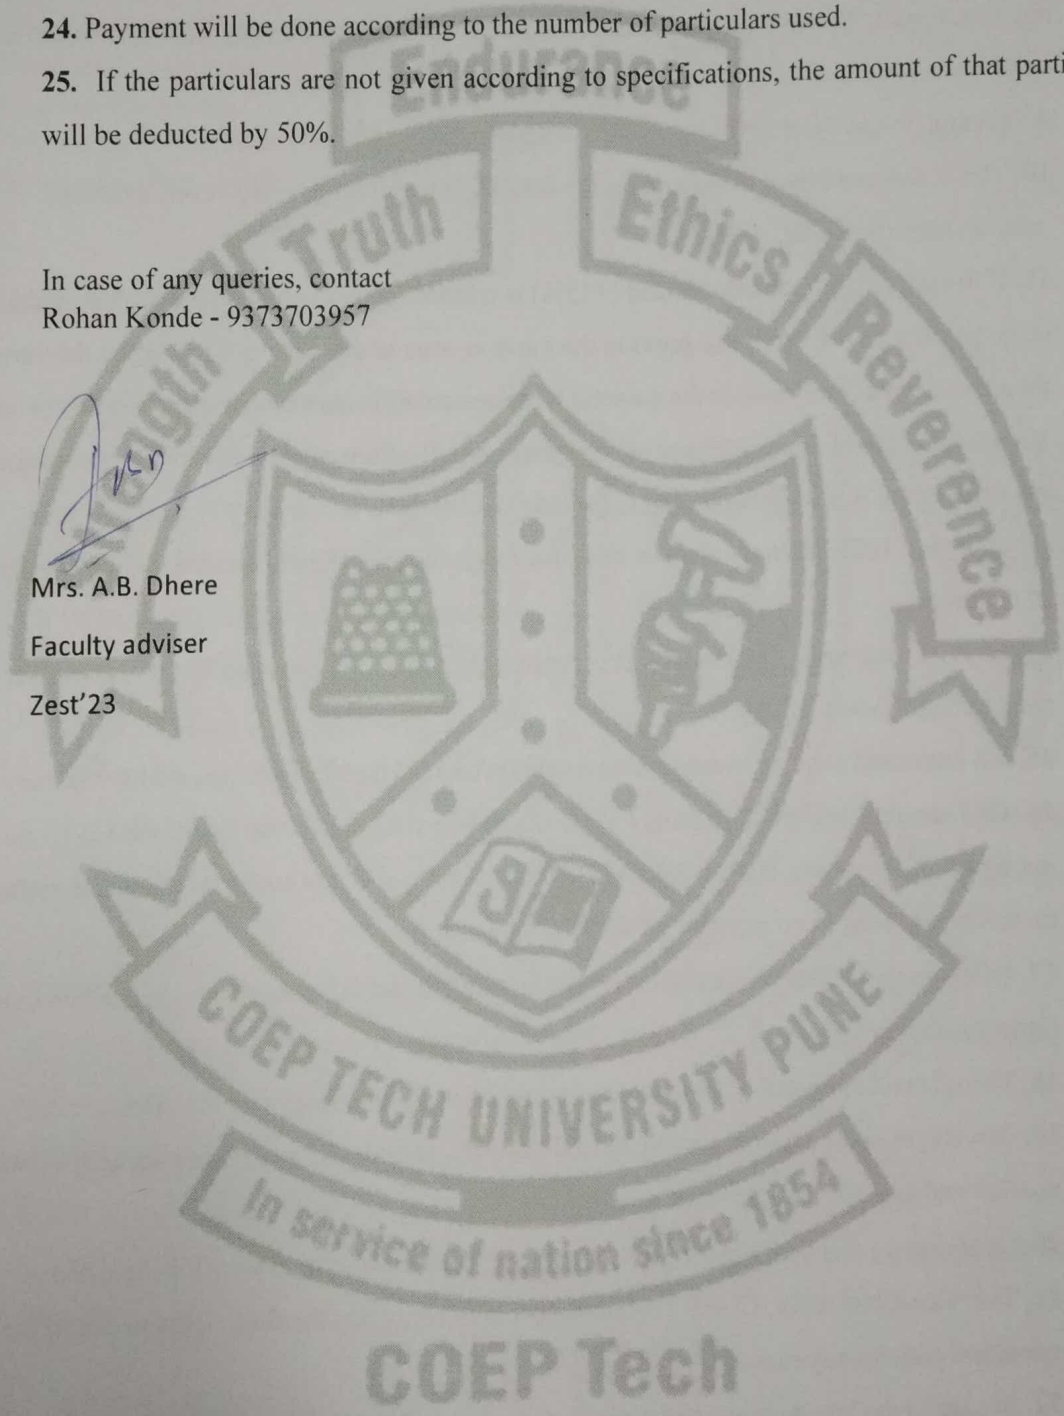 24. Payment will be done according to the number of particulars used.
25. If the particulars are not given according to specifications, the amount of that
will be deducted by 50%.
In case of any queries, contact
Rohan Konde - 9373703957
Mrs. A.B. Dhere
Faculty adviser
Zest'23
Endurance
Truth
Ethics
Strength
Reverence
COEP TECH UNIVERSITY PUNE
In service of nation since 1854
COEP Tech